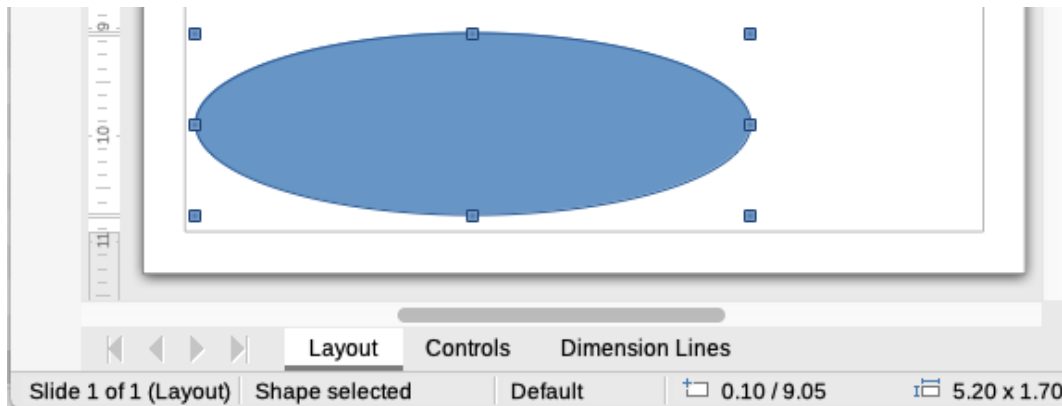 9
10
11
Layout Controls Dimension Lines
Slide 1 of 1 (Layout) Shape selected Default 0.10 / 9.05 5.20 x 1.70